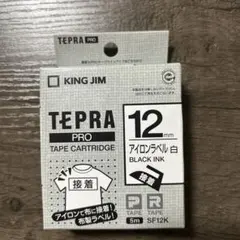 TEPRA
PRO
KING JIM
TEPRA
PRO
TAPE CARTRIDGE
12mm
アイロンラベル 白
BLACK INK
接着
接着
アイロンで布に接着!
布製ラベル!
P
R
TAPE
5m
SF12K